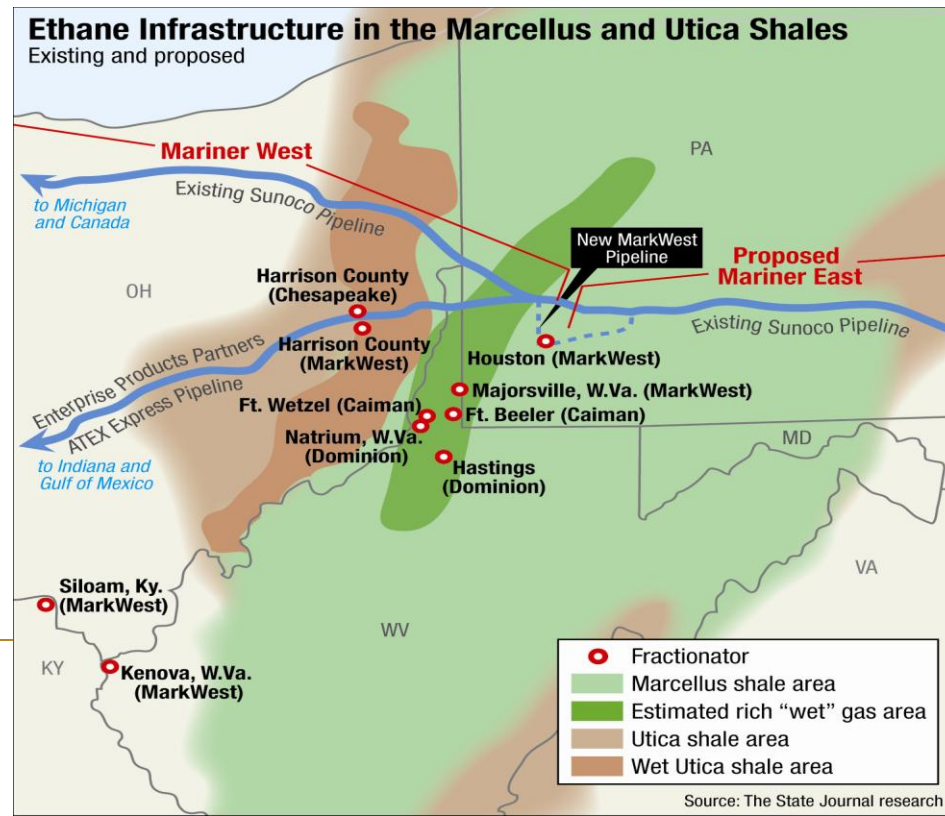 Ethane Infrastructure in the Marcellus and Utica Shales
Existing and proposed
Mariner West
PA
to Michigan
and Canada
Existing Sunoco Pipeline
New MarkWest
Pipeline
Proposed
Mariner East
OH
Harrison County
(Chesapeake)
Existing Sunoco Pipeline
Harrison County
(MarkWest)
Houston (MarkWest)
Enterprise Products Partners
ATEX Express Pipeline
Majorsville, W.Va. (MarkWest)
Ft. Wetzel (Caiman)
Ft. Beeler (Caiman)
Natrium, W.Va.
(Dominion)
MD
to Indiana and
Gulf of Mexico
Hastings
(Dominion)
VA
Siloam, Ky.
(MarkWest)
WV
KY
Kenova, W.Va.
(MarkWest)
Fractionator
Marcellus shale area
Estimated rich “wet” gas area
Utica shale area
Wet Utica shale area
Source: The State Journal research